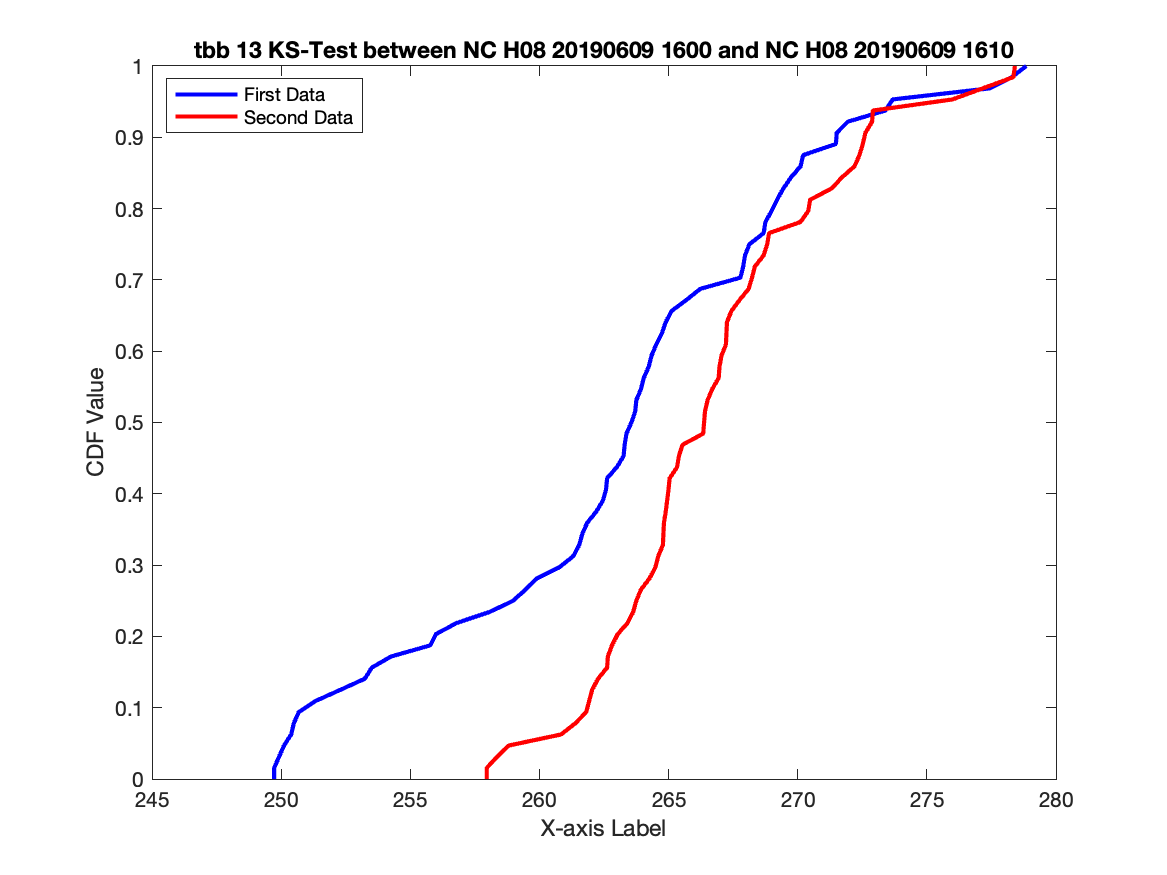 tbb 13 KS-Test between NC H08 20190609 1600 and NC H08 20190609 1610
First Data
Second Data
1
0.9
0.8
0.7
0.6
0.5
0.4
0.3
0.2
0.1
0
CDF Value
245 250 255 260 265 270 275 280
X-axis Label